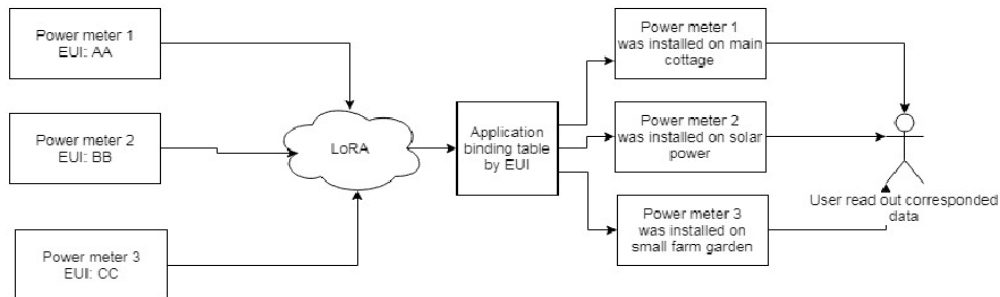 Power meter 1
EUI: AA
Power meter 2
EUI: BB
Power meter 3
EUI: CC
LoRA
Application
binding table
by EUI
Power meter 1
was installed on main
cottage
Power meter 2
was installed on solar
power
Power meter 3
was installed on
small farm garden
User read out corresponded
data